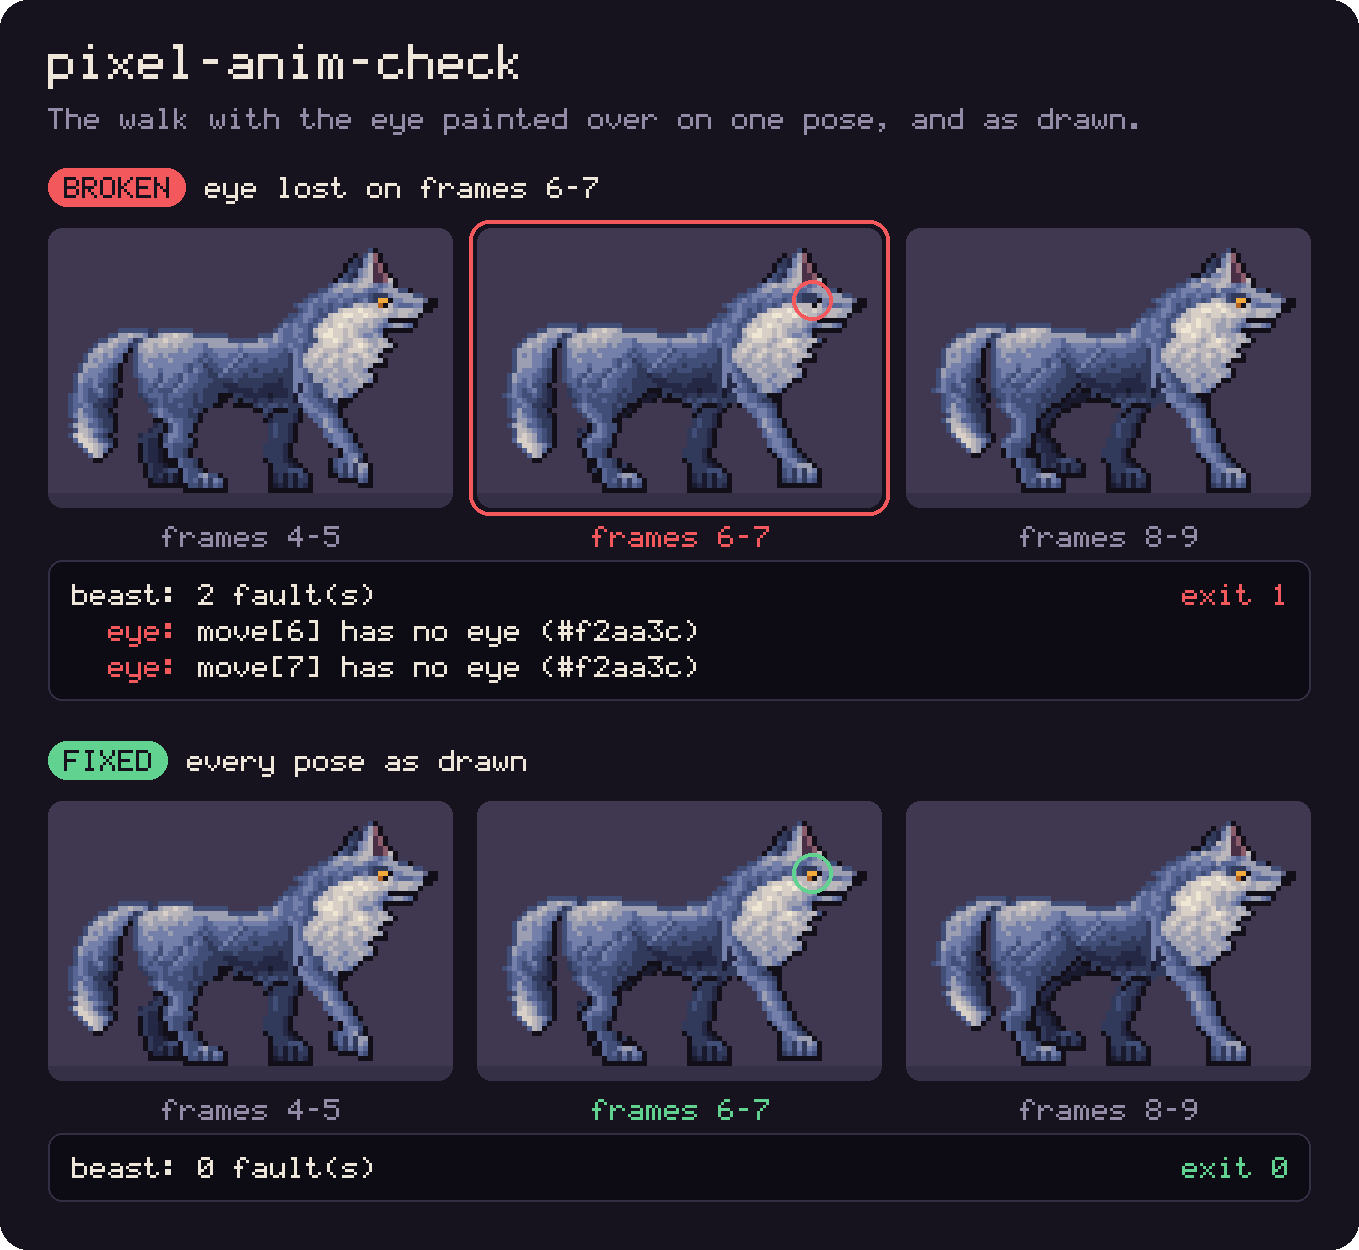 pixel-anim-check
The walk with the eye painted over on one pose, and as drawn.
BROKEN eye lost on frames 6-7
frames 4-5 frames 6-7 frames 8-9
beast: 2 fault(s) exit 1
eye: move[6] has no eye (#f2aa3c)
eye: move[7] has no eye (#f2aa3c)
FIXED every pose as drawn
frames 4-5 frames 6-7 frames 8-9
beast: 0 fault(s) exit 0